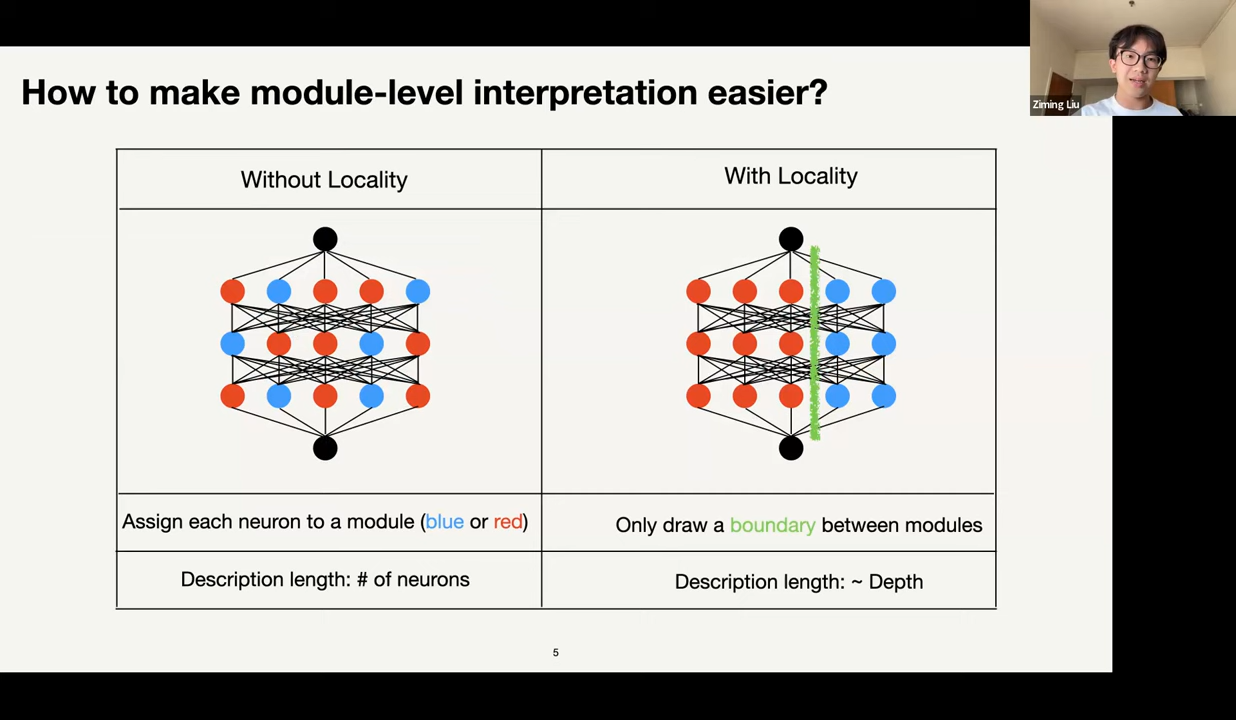 How to make module-level interpretation easier?
Ziming Liu
Without Locality
With Locality
Assign each neuron to a module (blue or red)
Only draw a boundary between modules
Description length: # of neurons
Description length: ~ Depth
5